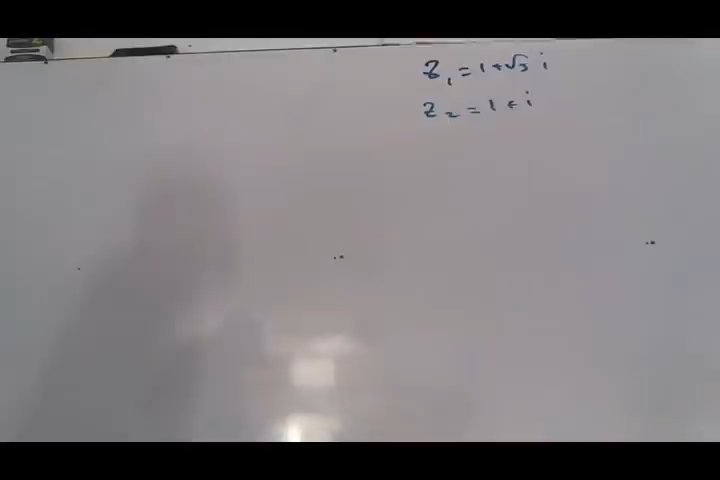 z₁ = 1 + √3 i
z₂ = 1 + i